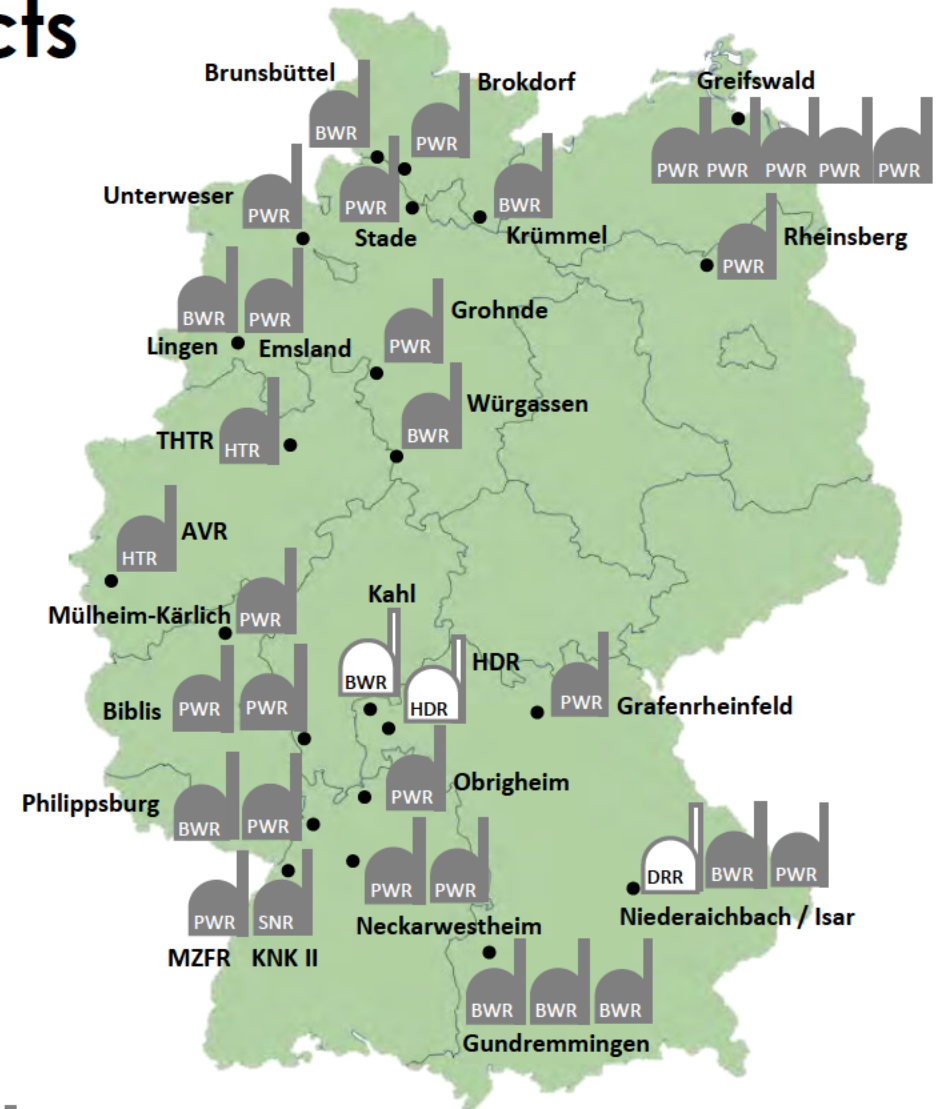 cts
Brunsbüttel
BWR
Brokdorf
PWR
Greifswald
PWR PWR PWR PWR PWR
Unterweser
PWR
PWR
Stade
BWR
Krümmel
PWR
Rheinsberg
BWR PWR
Lingen Emsland
Grohnde
PWR
Würgassen
BWR
THTR HTR
AVR
HTR
Mülheim-Kärlich PWR
Kahl
BWR
HDR
HDR
PWR
Grafenrheinfeld
Biblis PWR PWR
Obrigheim
PWR
Philippsburg
BWR PWR
DRR BWR PWR
Niederaichbach / Isar
PWR PWR
Neckarwestheim
PWR SNR
MZFR KNK II
BWR BWR BWR
Gundremmingen